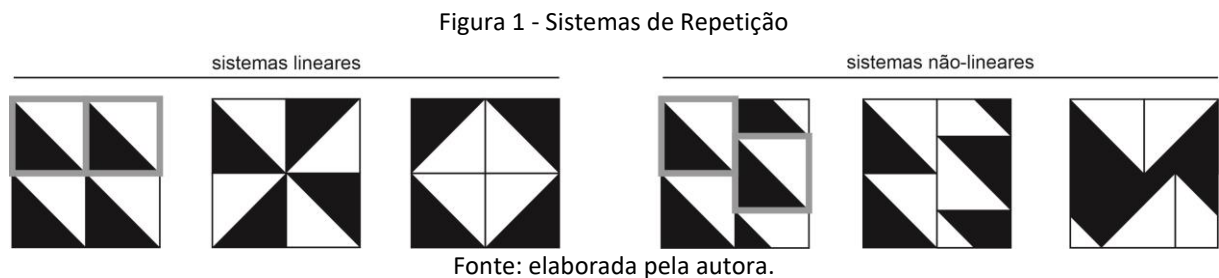 Figura 1 - Sistemas de Repetição
sistemas lineares
sistemas não-lineares
Fonte: elaborada pela autora.